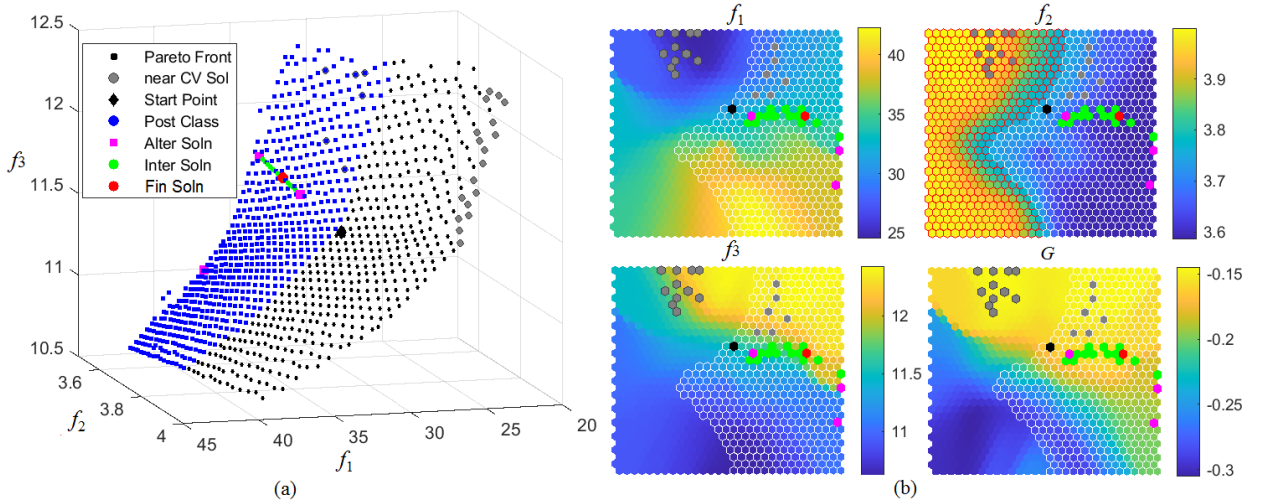 12.5
12
11.5
11
10.5
f3
Pareto Front
near CV Sol
Start Point
Post Class
Alter Soln
Inter Soln
Fin Soln
3.6
3.8
4
f2
45
40
35
30
25
20
f1
(a)
f1
40
35
30
25
f2
3.9
3.8
3.7
3.6
f3
12
11.5
11
G
-0.15
-0.2
-0.25
-0.3
(b)